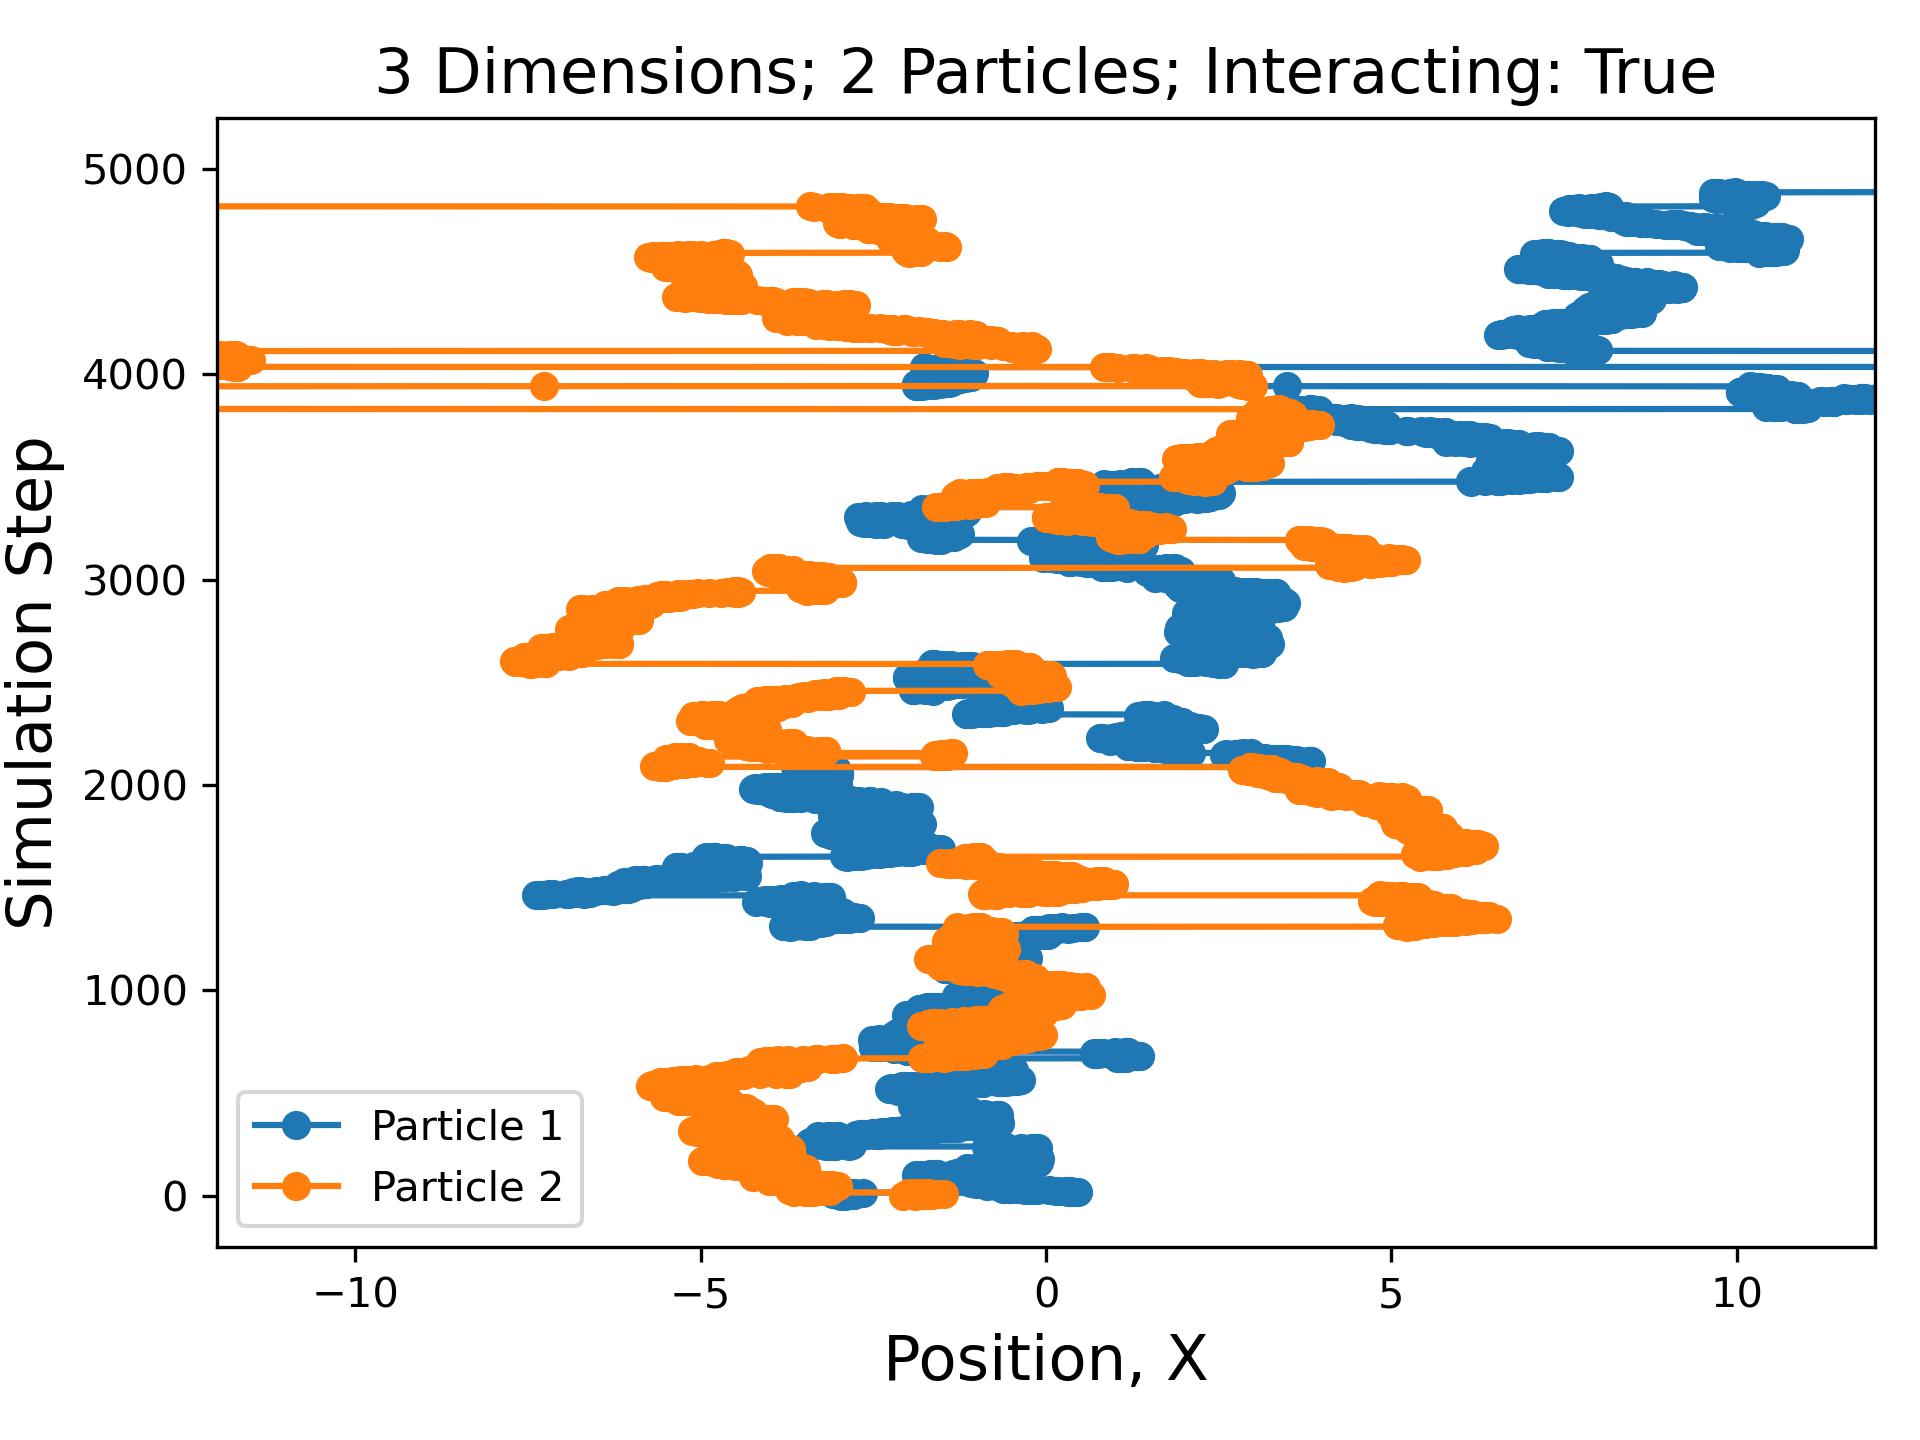 3 Dimensions; 2 Particles; Interacting: True
Simulation Step
5000
4000
3000
2000
1000
0
Particle 1
Particle 2
−10
−5
0
5
10
Position, X